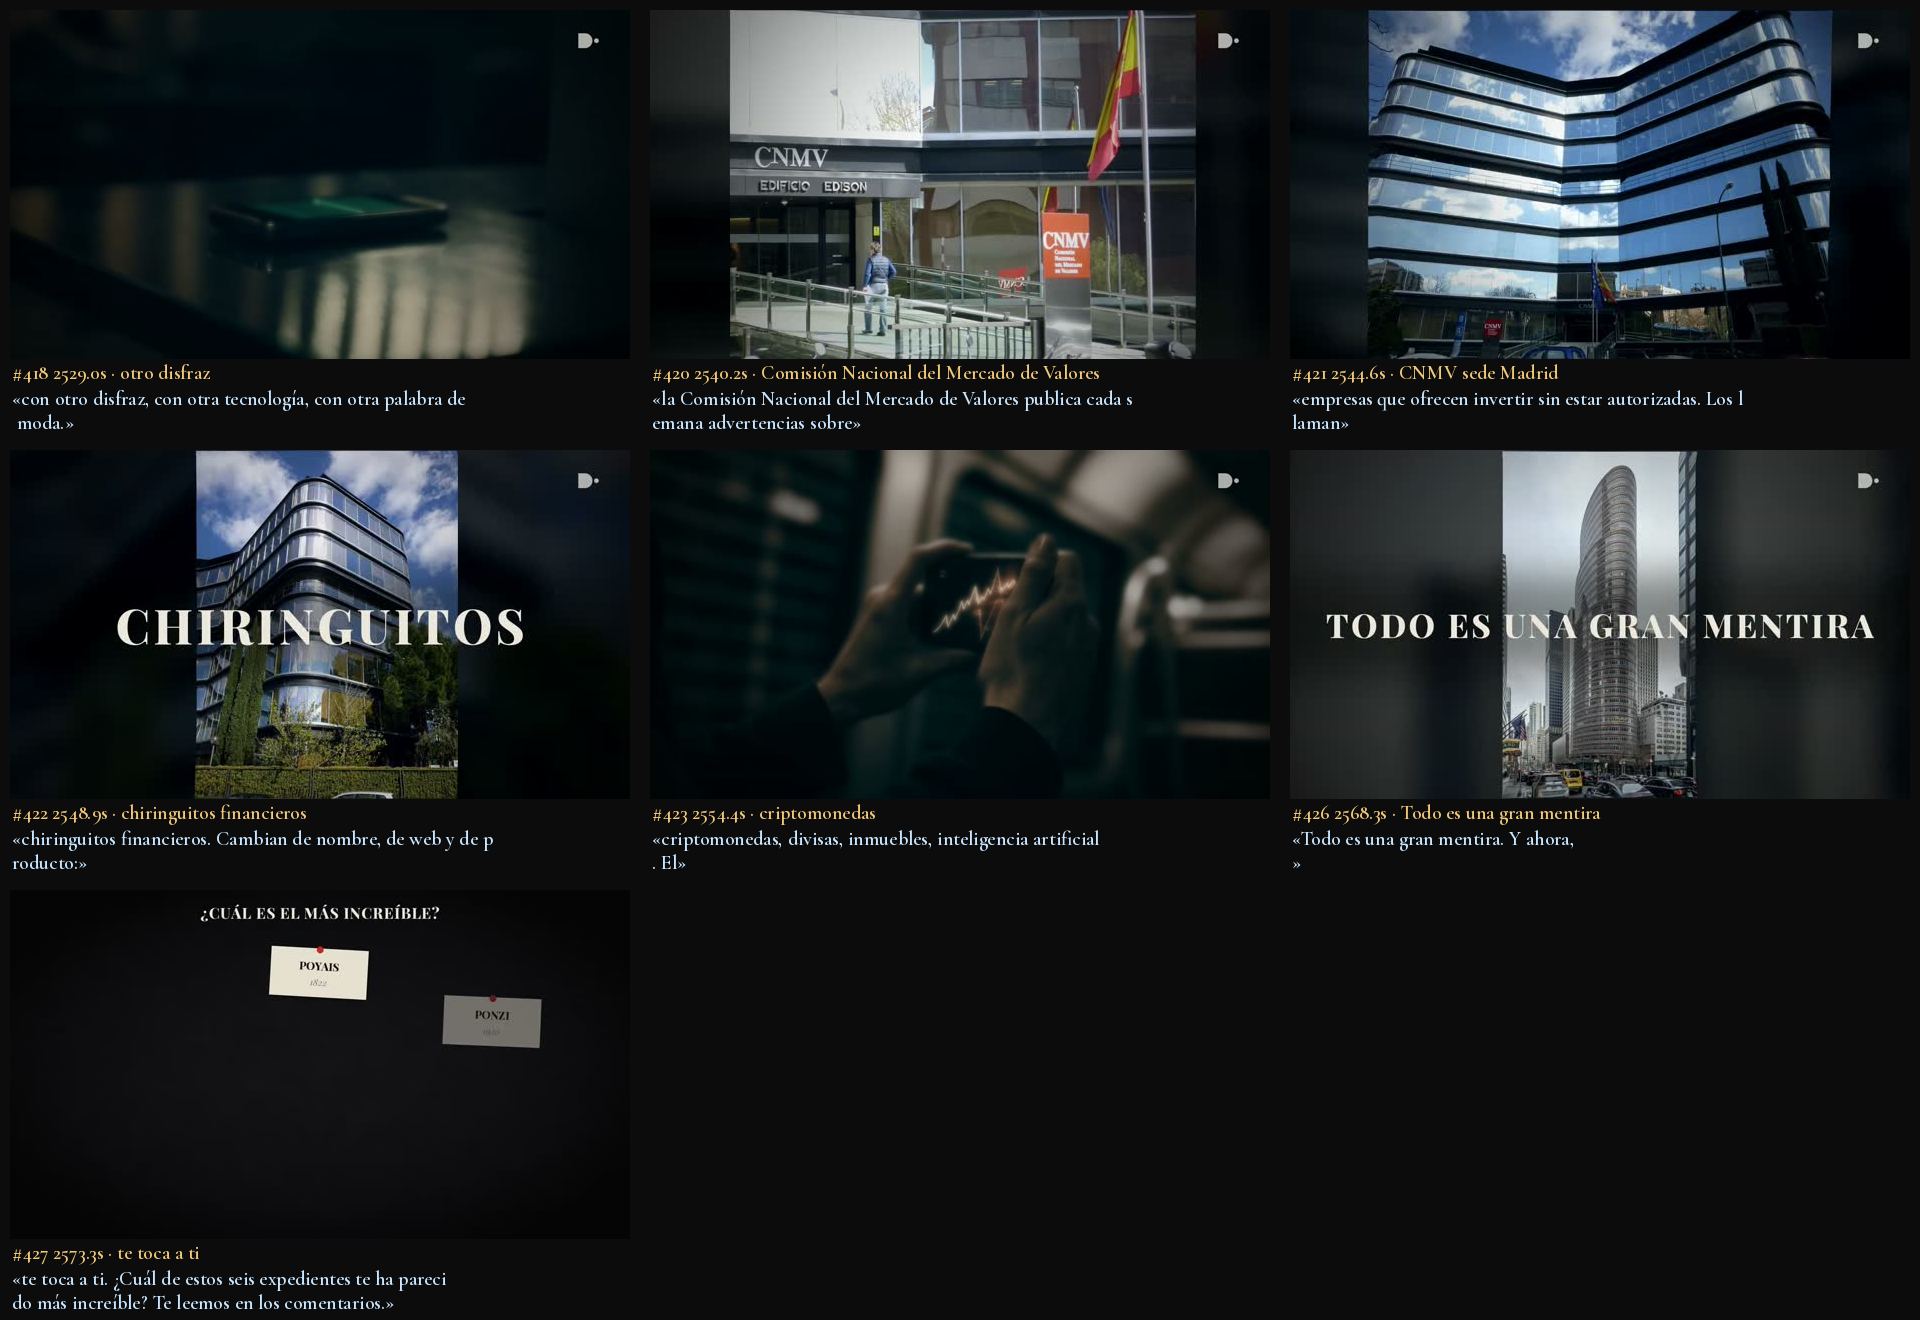 CNMV
EDIFICIO EDISON
CNMV
COMISIÓN
NACIONAL
DEL MERCADO
DE VALORES
CNMV
#418 2529.0s · otro disfraz
«con otro disfraz, con otra tecnología, con otra palabra de
moda.»
#420 2540.2s · Comisión Nacional del Mercado de Valores
«la Comisión Nacional del Mercado de Valores publica cada s
emana advertencias sobre»
#421 2544.6s · CNMV sede Madrid
«empresas que ofrecen invertir sin estar autorizadas. Los l
laman»
CHIRINGUITOS
TODO ES UNA GRAN MENTIRA
#422 2548.9s · chiringuitos financieros
«chiringuitos financieros. Cambian de nombre, de web y de p
roducto:»
#423 2554.4s · criptomonedas
«criptomonedas, divisas, inmuebles, inteligencia artificial
. El»
#426 2568.3s · Todo es una gran mentira
«Todo es una gran mentira. Y ahora,
»
¿CUÁL ES EL MÁS INCREÍBLE?
POYAIS
1822
PONZI
#427 2573.3s · te toca a ti
«te toca a ti. ¿Cuál de estos seis expedientes te ha pareci
do más increíble? Te leemos en los comentarios.»